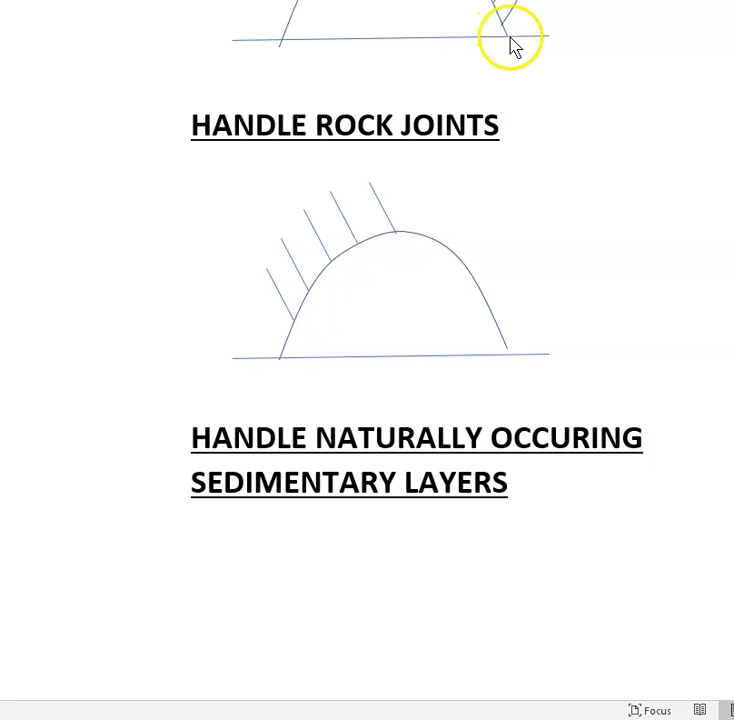 HANDLE ROCK JOINTS
HANDLE NATURALLY OCCURING
SEDIMENTARY LAYERS
Focus